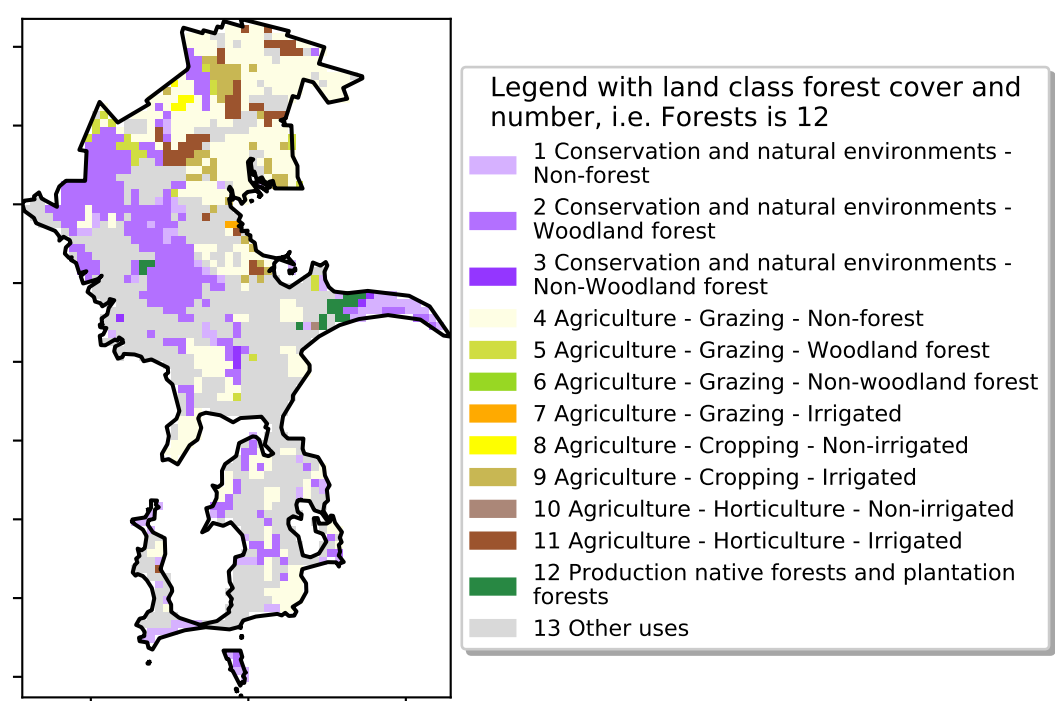 Legend with land class forest cover and
number, i.e. Forests is 12
1 Conservation and natural environments -
Non-forest
2 Conservation and natural environments -
Woodland forest
3 Conservation and natural environments -
Non-Woodland forest
4 Agriculture - Grazing - Non-forest
5 Agriculture - Grazing - Woodland forest
6 Agriculture - Grazing - Non-woodland forest
7 Agriculture - Grazing - Irrigated
8 Agriculture - Cropping - Non-irrigated
9 Agriculture - Cropping - Irrigated
10 Agriculture - Horticulture - Non-irrigated
11 Agriculture - Horticulture - Irrigated
12 Production native forests and plantation
forests
13 Other uses